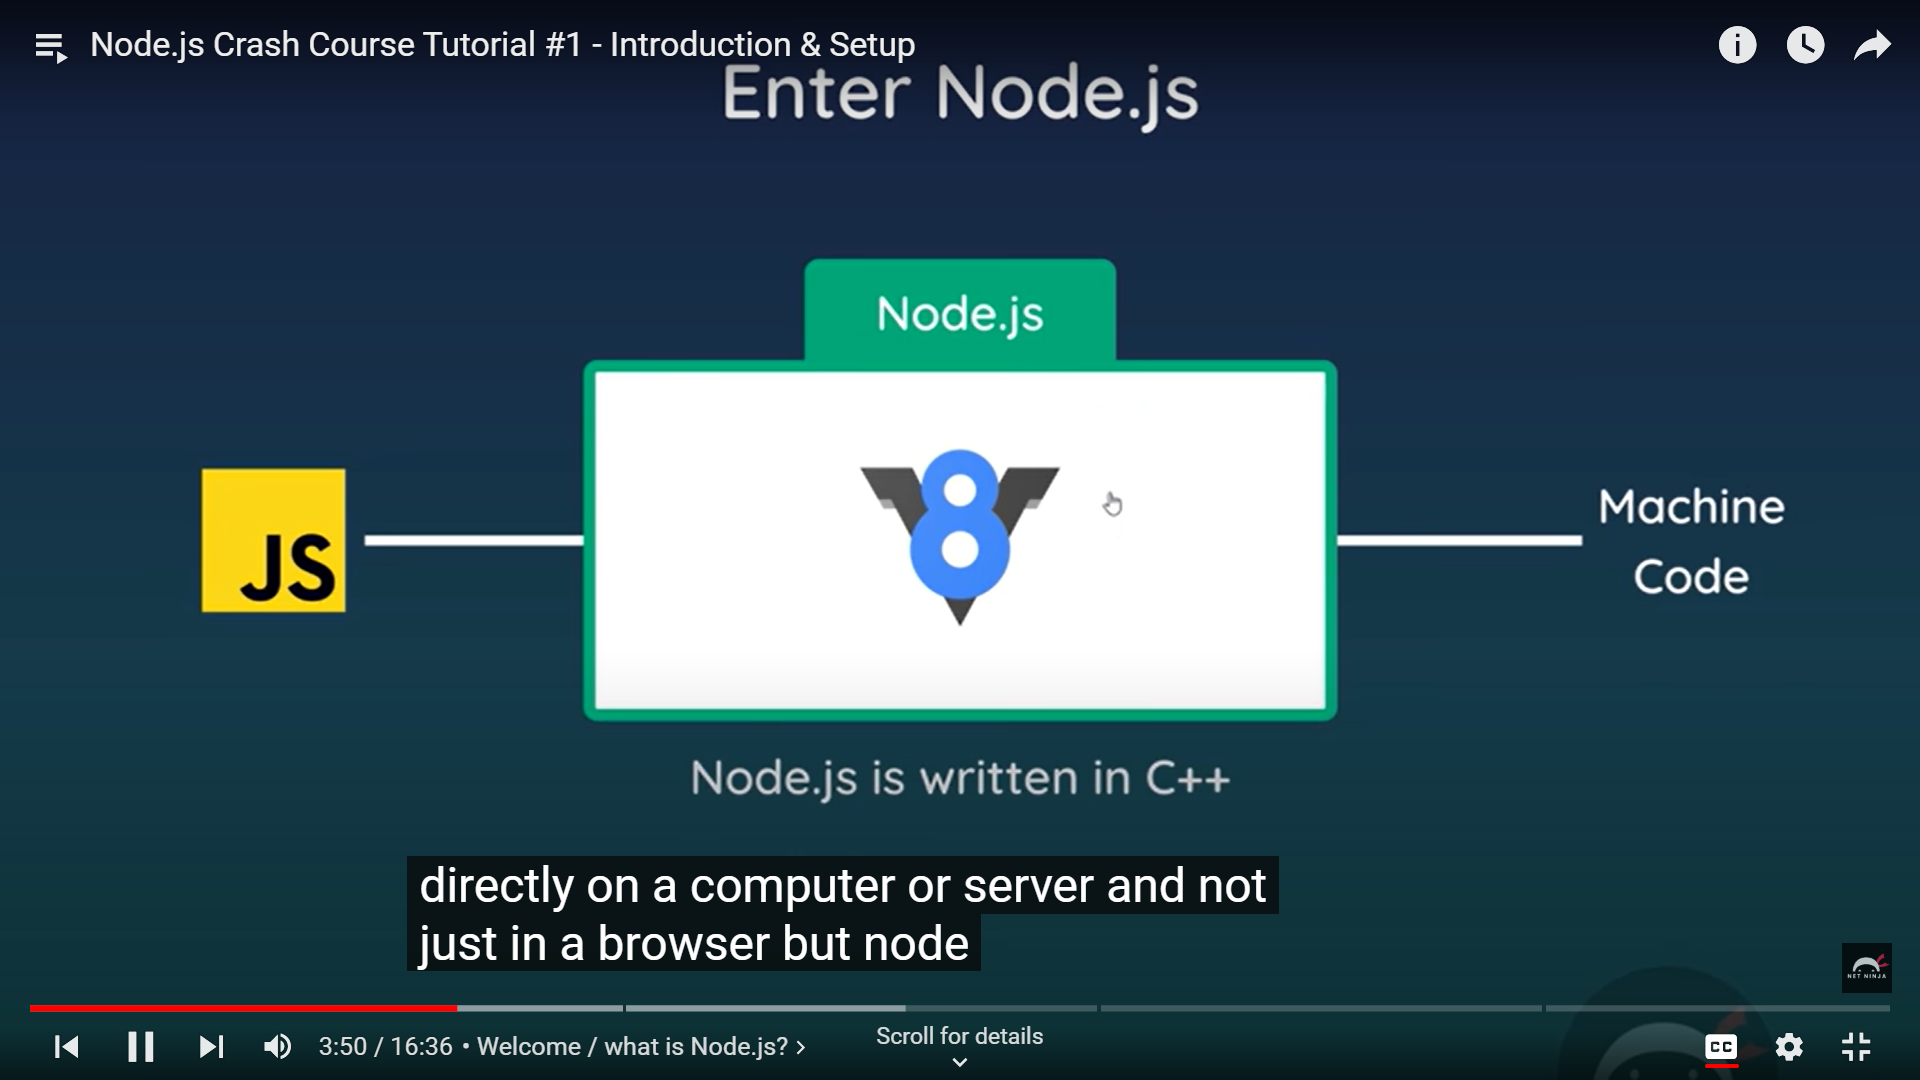 Node.js Crash Course Tutorial #1 - Introduction & Setup
Enter Node.js
Node.js
JS
V8
Machine
Code
Node.js is written in C++
directly on a computer or server and not
just in a browser but node
NET NINJA
3:50 / 16:36 • Welcome / what is Node.js?
Scroll for details
CC